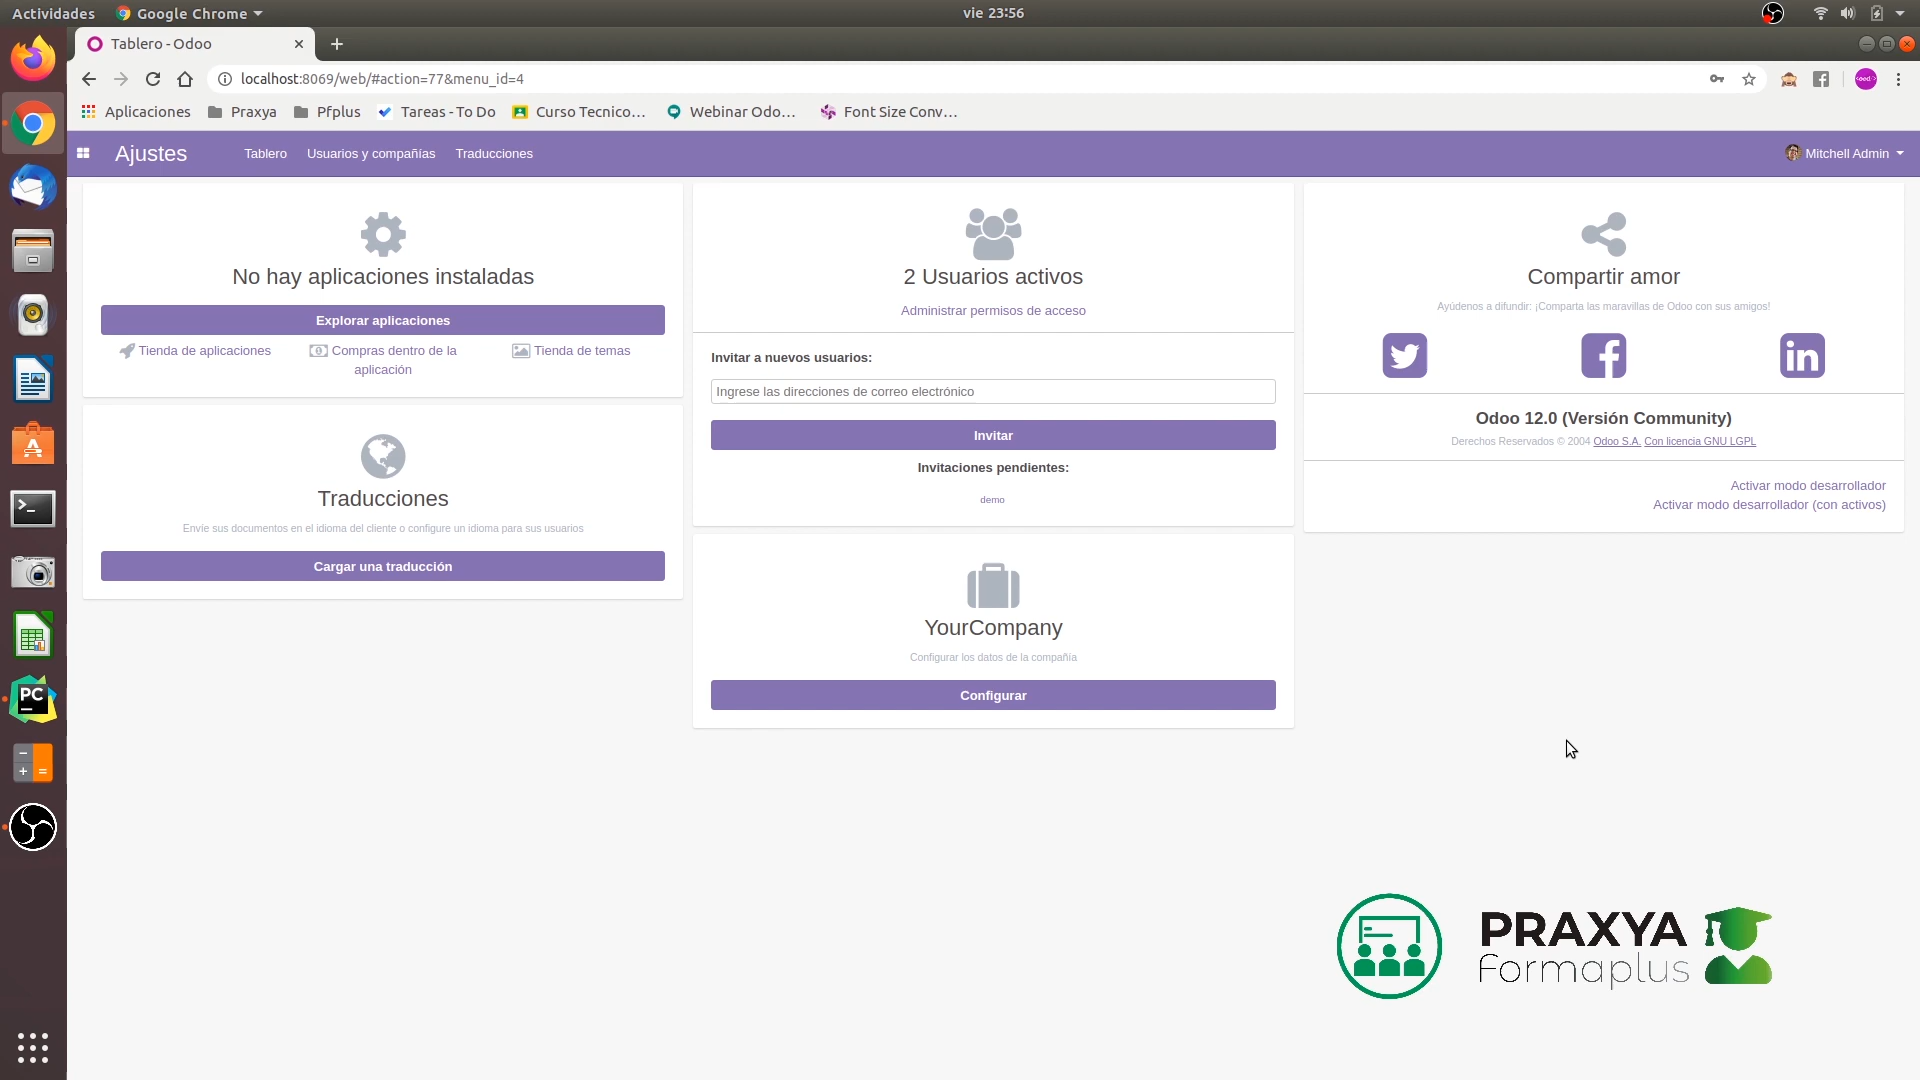 Actividades
Google Chrome
vie 23:56
Tablero - Odoo
localhost:8069/web/#action=77&menu_id=4
Aplicaciones
Praxya
Pfplus
Tareas - To Do
Curso Tecnico...
Webinar Odo...
Font Size Conv...
Ajustes
Tablero
Usuarios y compañías
Traducciones
Mitchell Admin
No hay aplicaciones instaladas
Explorar aplicaciones
Tienda de aplicaciones
Compras dentro de la
aplicación
Tienda de temas
Traducciones
Envíe sus documentos en el idioma del cliente o configure un idioma para sus usuarios
Cargar una traducción
2 Usuarios activos
Administrar permisos de acceso
Invitar a nuevos usuarios:
Ingrese las direcciones de correo electrónico
Invitar
Invitaciones pendientes:
demo
YourCompany
Configurar los datos de la compañía
Configurar
Compartir amor
Ayúdenos a difundir: ¡Comparta las maravillas de Odoo con sus amigos!
Odoo 12.0 (Versión Community)
Derechos Reservados © 2004 Odoo S.A. Con licencia GNU LGPL
Activar modo desarrollador
Activar modo desarrollador (con activos)
PC
PRAXYA
Formaplus